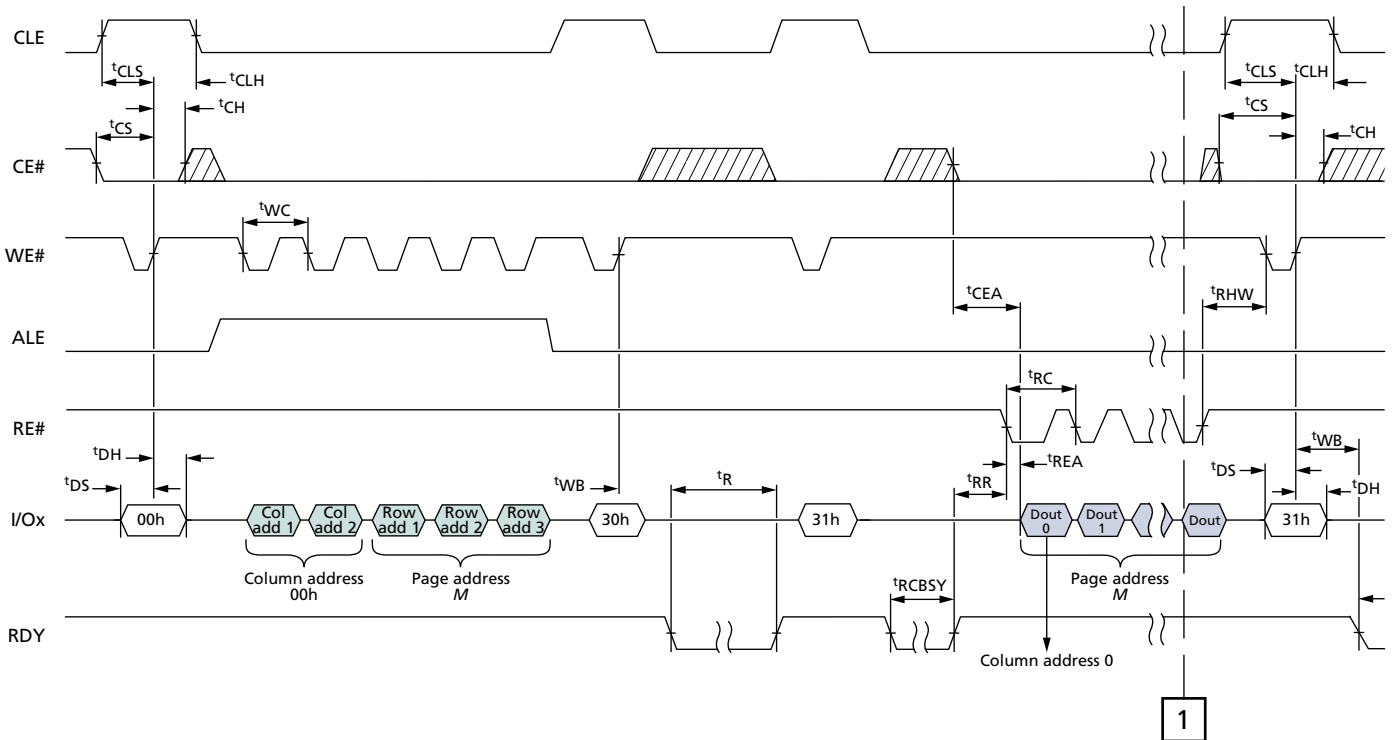 CLE
tCLS
tCLH
tCLS
tCLH
tCH
tCS
tCS
tCH
CE#
tWC
WE#
tCEA
tRHW
ALE
tRC
RE#
tDH
tREA
tWB
tDS
tWB
tR
tRR
tDS
tDH
I/Ox
00h
Col add 1
Col add 2
Row add 1
Row add 2
Row add 3
30h
31h
Dout 0
Dout 1
Dout
31h
Column address
00h
Page address
M
tRCBSY
Page address
M
RDY
Column address 0
1